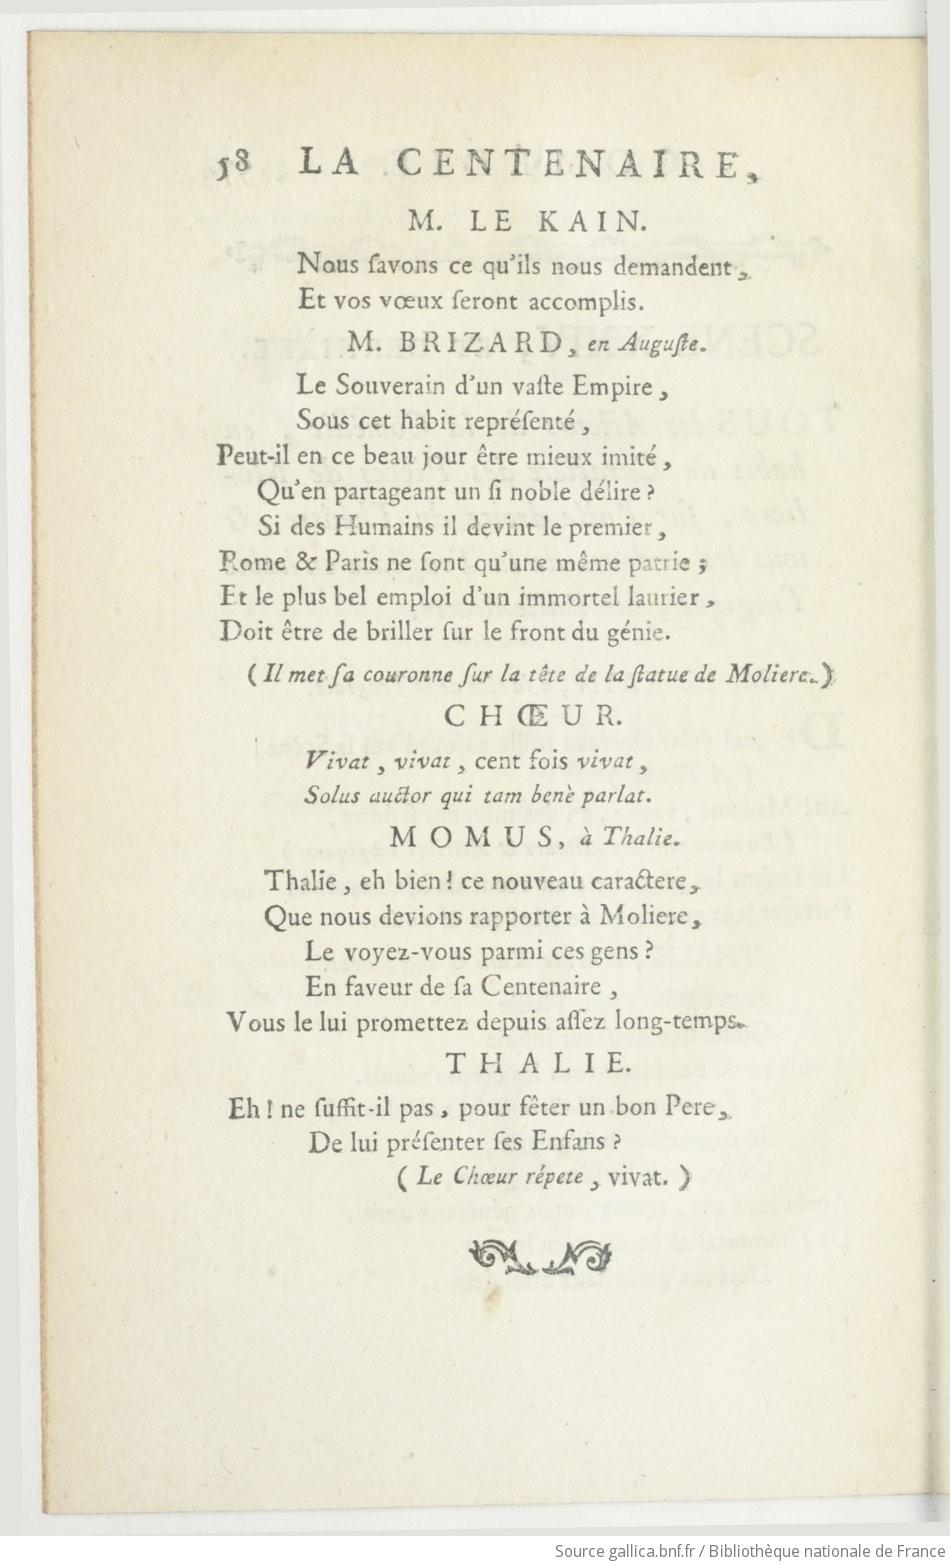 58 LA CENTENAIRE,
M. LE KAIN.
Nous ſavons ce qu'ils nous demandent,
Et vos vœux ſeront accomplis.
M. BRIZARD, en Auguſte.
Le Souverain d'un vaſte Empire,
Sous cet habit repréſenté,
Peut-il en ce beau jour être mieux imité,
Qu'en partageant un ſi noble délire?
Si des Humains il devint le premier,
Rome & Paris ne ſont qu'une même patrie;
Et le plus bel emploi d'un immortel laurier,
Doit être de briller ſur le front du génie.
(Il met ſa couronne ſur la tête de la ſtatue de Moliere.)
CHŒUR.
Vivat, vivat, cent fois vivat,
Solus auctor qui tam benè parlat.
MOMUS, à Thalie.
Thalie, eh bien! ce nouveau caractere,
Que nous devions rapporter à Moliere,
Le voyez-vous parmi ces gens?
En faveur de ſa Centenaire,
Vous le lui promettez depuis aſſez long-temps.
THALIE.
Eh! ne ſuffit-il pas, pour fêter un bon Pere,
De lui préſenter ſes Enfans?
(Le Chœur répete, vivat.)
Source gallica.bnf.fr / Bibliothèque nationale de France